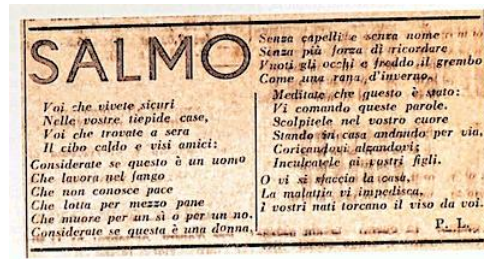 SALMO
Voi che vivete sicuri
Nelle vostre tiepide case,
Voi che trovate a sera
Il cibo caldo e visi amici:
Considerate se questo è un uomo
Che lavora nel fango
Che non conosce pace
Che lotta per mezzo pane
Che muore per un sì o per un no.
Considerate se questa è una donna,
Senza capelli e senza nome
Senza più forza di ricordare
Vuoti gli occhi e freddo il grembo
Come una rana d'inverno.
Meditate che questo è stato:
Vi comando queste parole.
Scolpitele nel vostro cuore
Stando in casa andando per via,
Coricandovi alzandovi;
Inculcatele ai vostri figli.
O vi si sfaccia la casa,
La malattia vi impedisca,
I vostri nati torcano il viso da voi.
P. L.